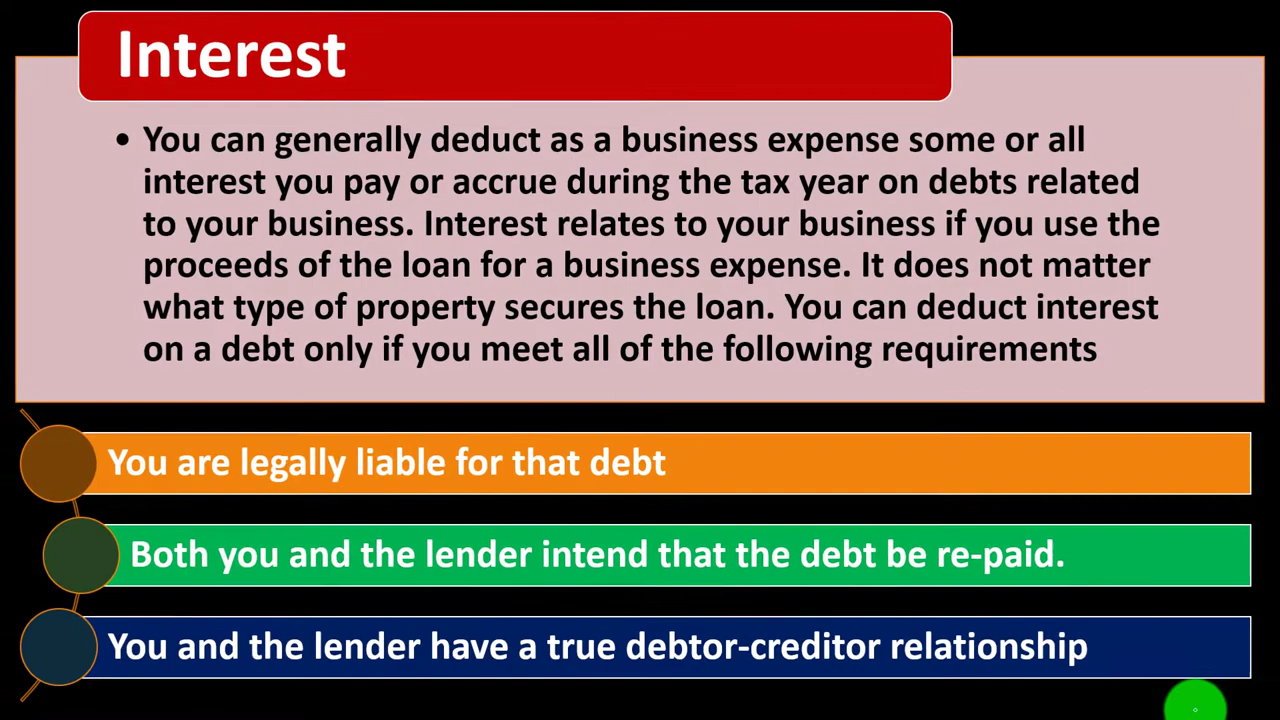 Interest
• You can generally deduct as a business expense some or all
interest you pay or accrue during the tax year on debts related
to your business. Interest relates to your business if you use the
proceeds of the loan for a business expense. It does not matter
what type of property secures the loan. You can deduct interest
on a debt only if you meet all of the following requirements
You are legally liable for that debt
Both you and the lender intend that the debt be re-paid.
You and the lender have a true debtor-creditor relationship